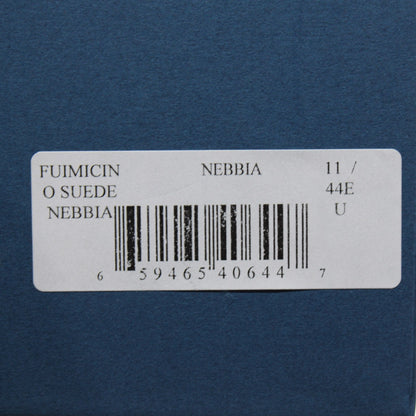 FUIMICIN NEBBIA 11 /
O SUEDE 44E
NEBBIA U
6 59465 40644 7